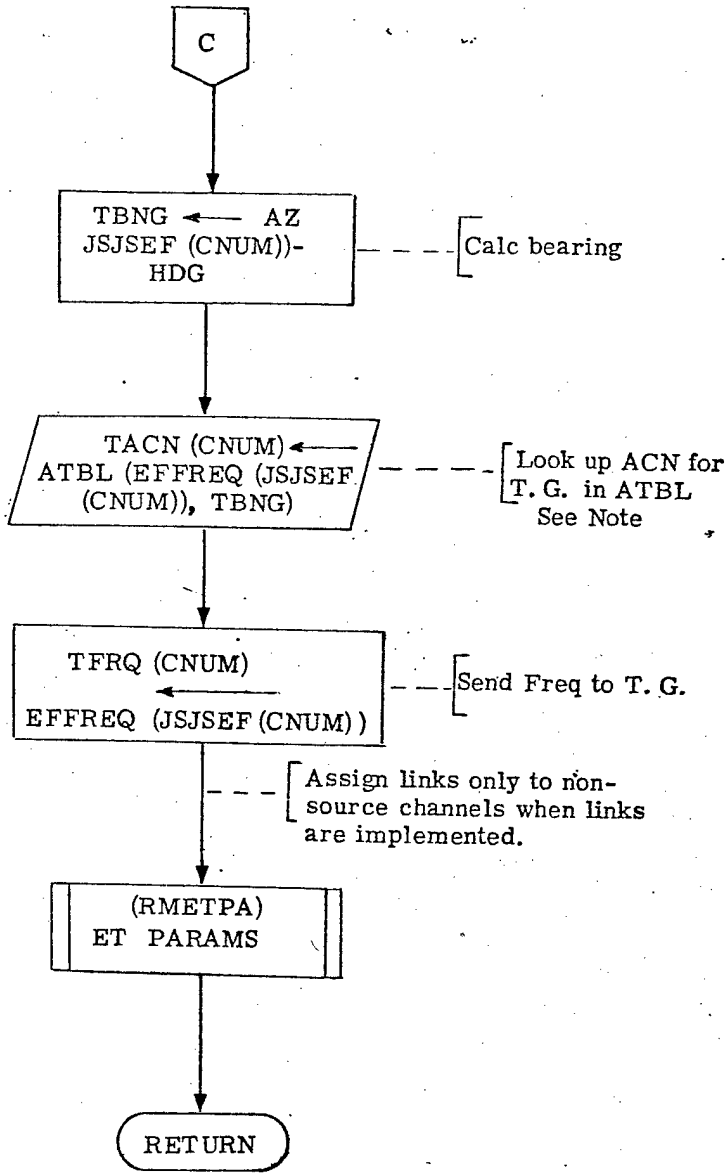 C
TBNG ← AZ
JSJSEF (CNUM))-
HDG
Calc bearing
TACN (CNUM) ←
ATBL (EFFREQ (JSJSEF
(CNUM)), TBNG)
Look up ACN for
T. G. in ATBL
See Note
TFRQ (CNUM)
←
EFFREQ (JSJSEF (CNUM))
Send Freq to T. G.
Assign links only to non-
source channels when links
are implemented.
(RMETPA)
ET PARAMS
RETURN